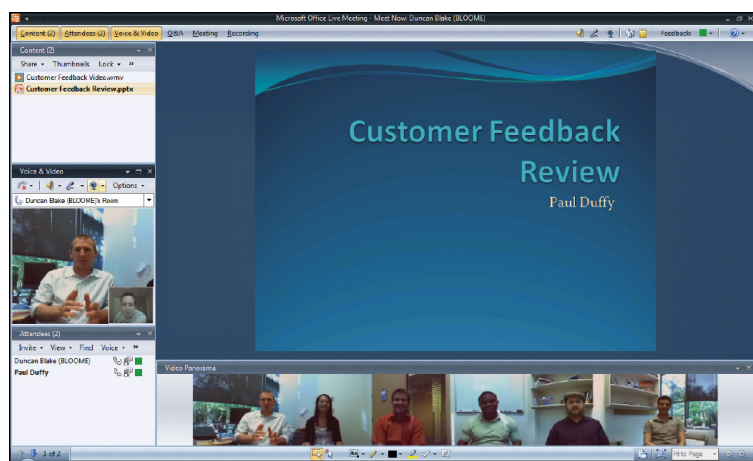 Microsoft Office Live Meeting - Meet Now: Duncan Blake (BLOOME)
Content (2) Attendees (2) Voice & Video Q&A Meeting Recording Feedback:
Content (2)
Share Thumbnails Lock »
Customer Feedback Video.wmv
Customer Feedback Review.pptx
Customer Feedback
Review
Paul Duffy
Voice & Video
Options
Duncan Blake (BLOOME)'s Room
Attendees (2)
Invite View Find Voice »
Duncan Blake (BLOOME)
Paul Duffy
Video Panorama
1 of 2
Fit to Page